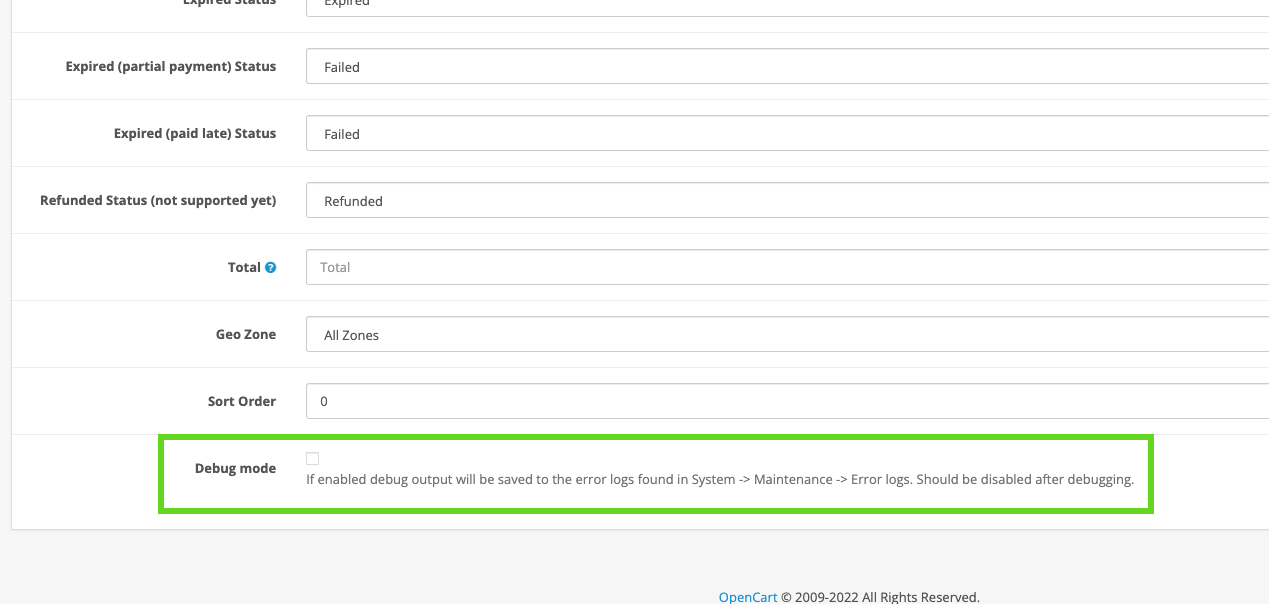 Expired Status Expired
Expired (partial payment) Status Failed
Expired (paid late) Status Failed
Refunded Status (not supported yet) Refunded
Total ? Total
Geo Zone All Zones
Sort Order 0
Debug mode
If enabled debug output will be saved to the error logs found in System -> Maintenance -> Error logs. Should be disabled after debugging.
OpenCart © 2009-2022 All Rights Reserved.